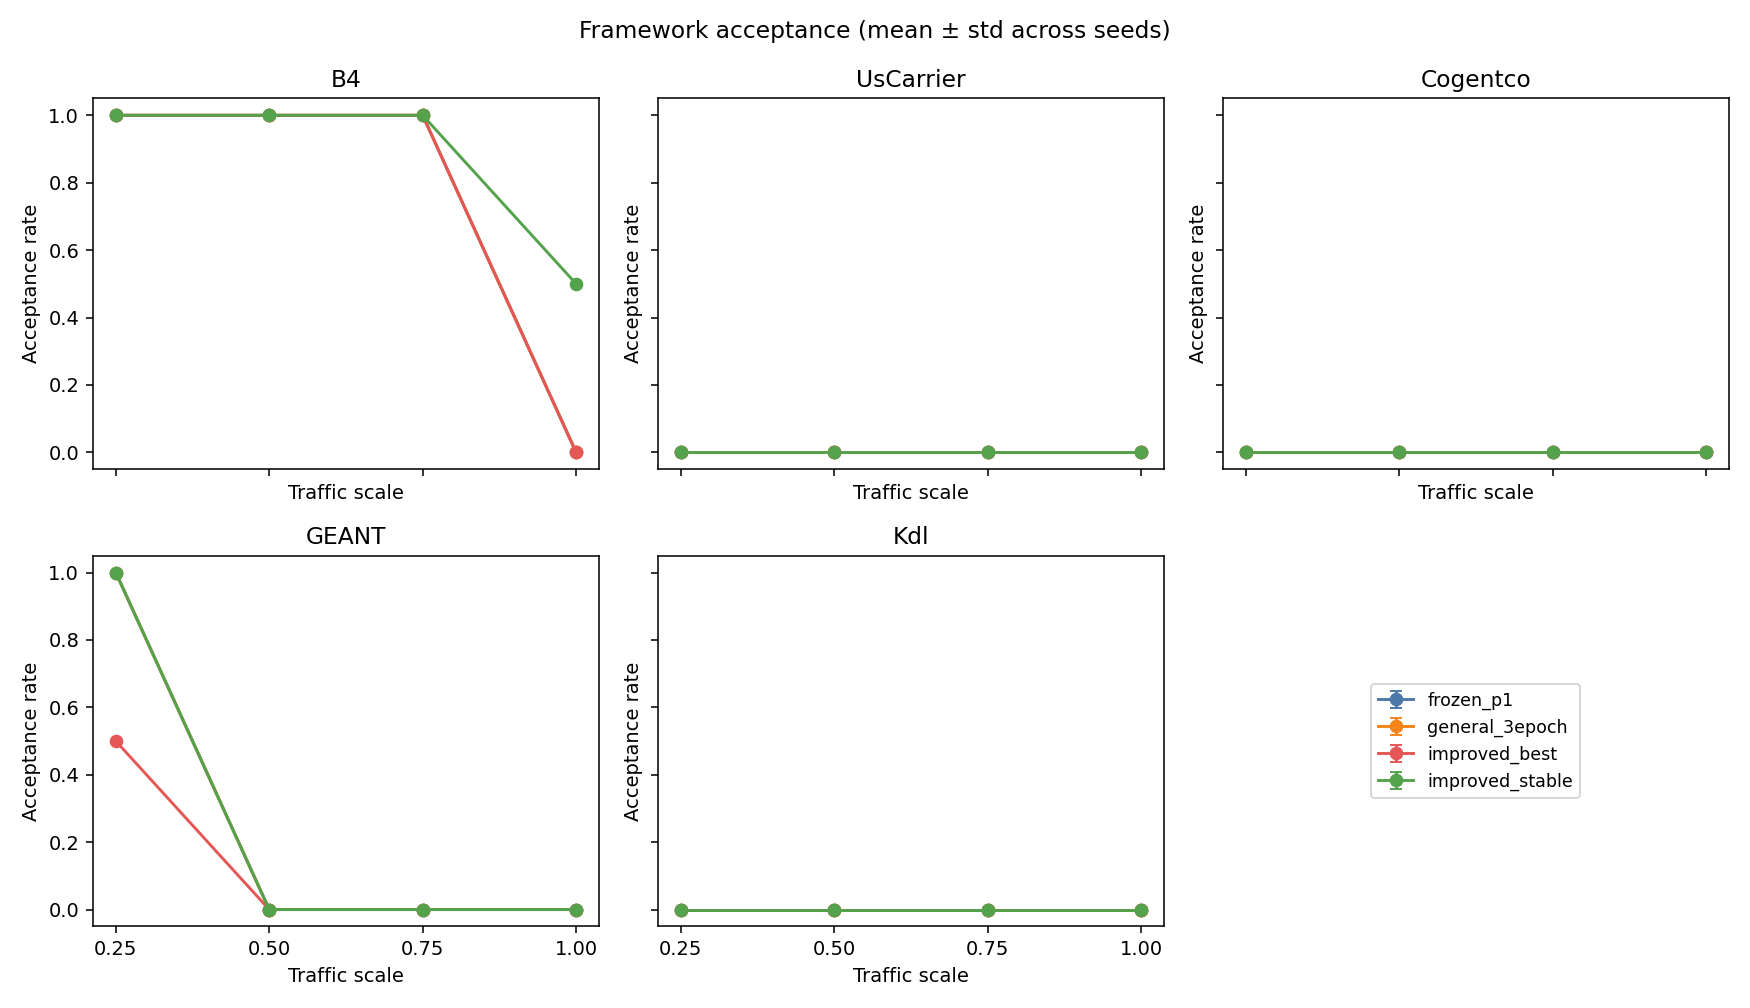 Framework acceptance (mean ± std across seeds)
B4
UsCarrier
Cogentco
1.0
0.8
0.6
0.4
0.2
0.0
Acceptance rate
Acceptance rate
Acceptance rate
Traffic scale
Traffic scale
Traffic scale
GEANT
Kdl
1.0
0.8
0.6
0.4
0.2
0.0
Acceptance rate
Acceptance rate
0.25 0.50 0.75 1.00
0.25 0.50 0.75 1.00
Traffic scale
Traffic scale
frozen_p1
general_3epoch
improved_best
improved_stable